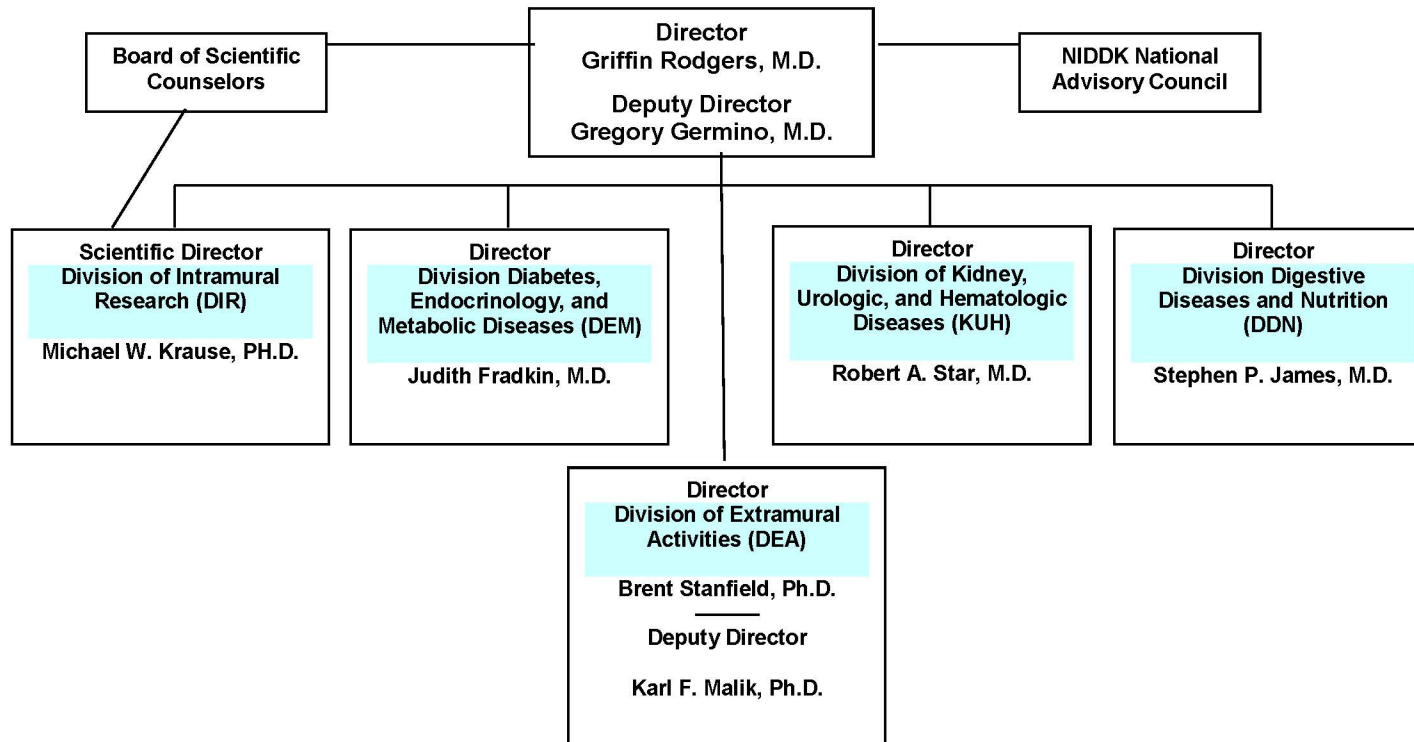 Board of Scientific
Counselors
Director
Griffin Rodgers, M.D.
Deputy Director
Gregory Germino, M.D.
NIDDK National
Advisory Council
Scientific Director
Division of Intramural
Research (DIR)
Michael W. Krause, PH.D.
Director
Division Diabetes,
Endocrinology, and
Metabolic Diseases (DEM)
Judith Fradkin, M.D.
Director
Division of Kidney,
Urologic, and Hematologic
Diseases (KUH)
Robert A. Star, M.D.
Director
Division Digestive
Diseases and Nutrition
(DDN)
Stephen P. James, M.D.
Director
Division of Extramural
Activities (DEA)
Brent Stanfield, Ph.D.
Deputy Director
Karl F. Malik, Ph.D.